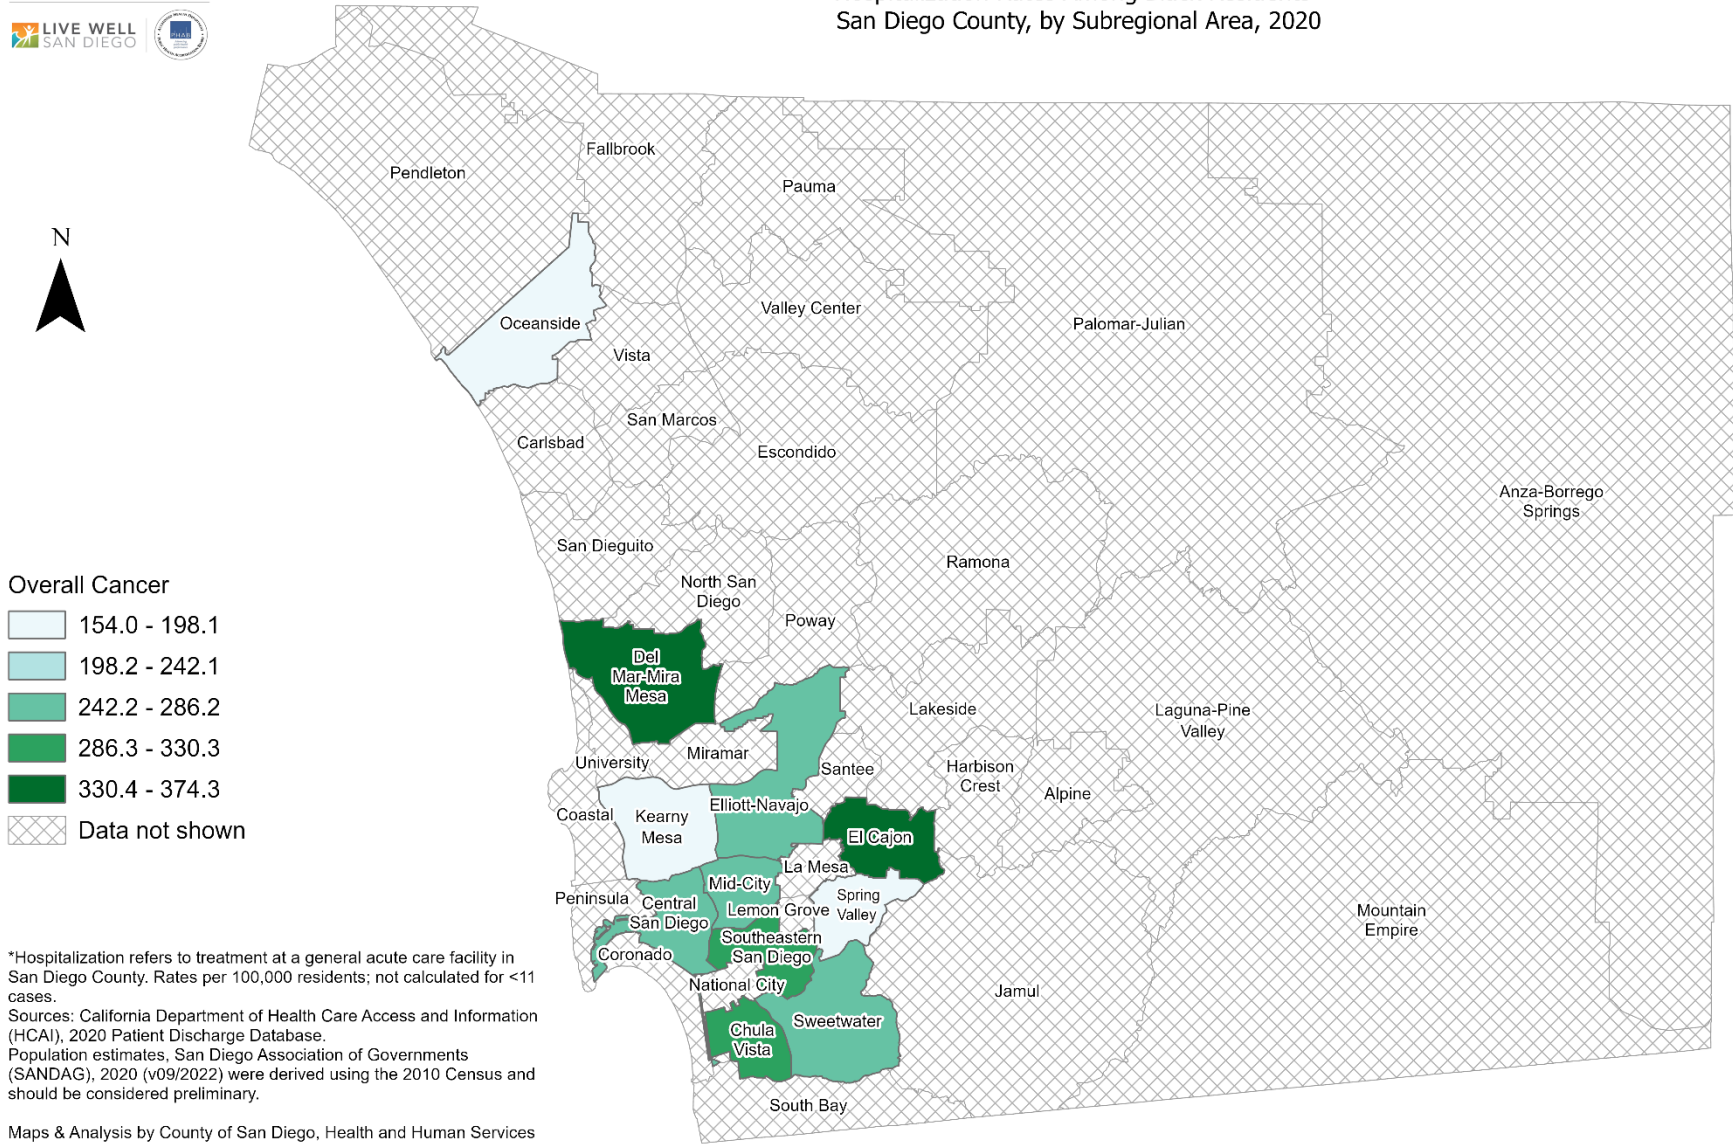 LIVE WELL
SAN DIEGO
PHAB
San Diego County, by Subregional Area, 2020
N
Pendleton
Fallbrook
Pauma
Oceanside
Valley Center
Palomar-Julian
Vista
San Marcos
Carlsbad
Escondido
Anza-Borrego
Springs
San Dieguito
North San
Diego
Ramona
Poway
Del
Mar-Mira
Mesa
Lakeside
Laguna-Pine
Valley
Miramar
University
Santee
Harbison
Crest
Alpine
Elliott-Navajo
Coastal
Kearny
Mesa
El Cajon
La Mesa
Mid-City
Peninsula
Central
San Diego
Lemon Grove
Spring
Valley
Mountain
Empire
Southeastern
San Diego
Coronado
National City
Jamul
Sweetwater
Chula
Vista
South Bay
Overall Cancer
154.0 - 198.1
198.2 - 242.1
242.2 - 286.2
286.3 - 330.3
330.4 - 374.3
Data not shown
*Hospitalization refers to treatment at a general acute care facility in
San Diego County. Rates per 100,000 residents; not calculated for <11
cases.
Sources: California Department of Health Care Access and Information
(HCAI), 2020 Patient Discharge Database.
Population estimates, San Diego Association of Governments
(SANDAG), 2020 (v09/2022) were derived using the 2010 Census and
should be considered preliminary.
Maps & Analysis by County of San Diego, Health and Human Services